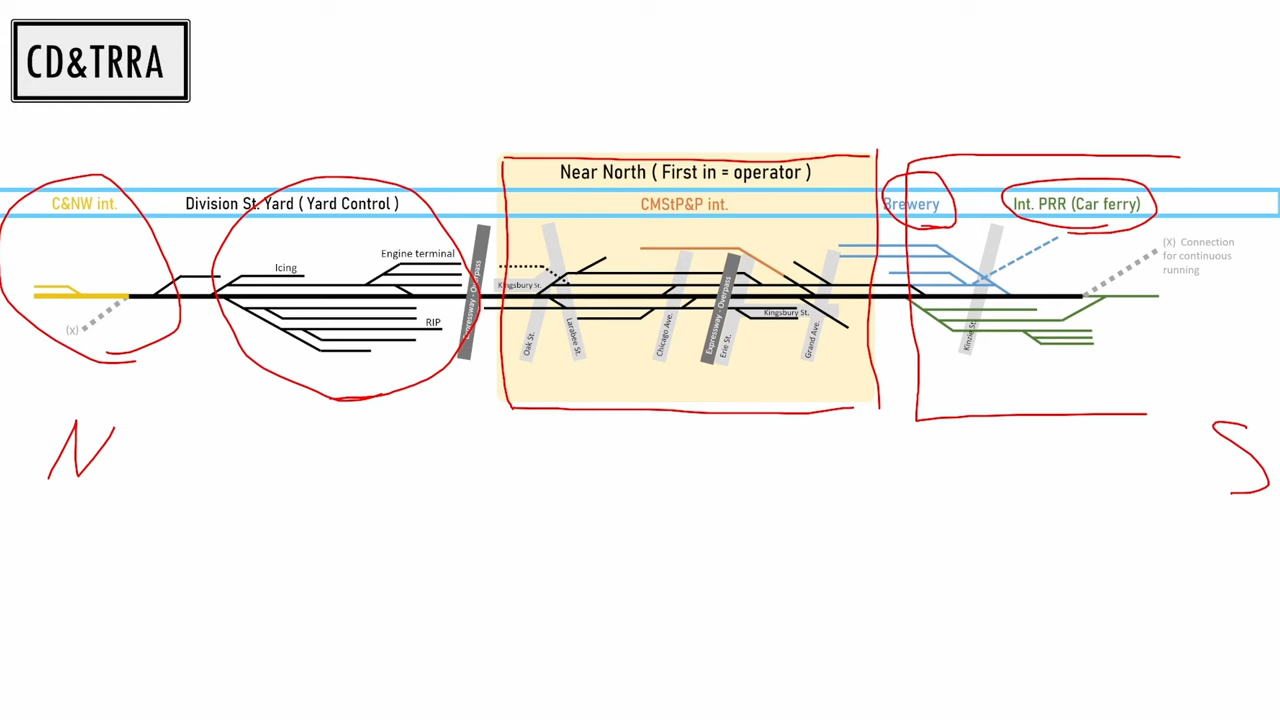 CD&TRRA
Near North ( First in = operator )
C&NW int.
Division St. Yard ( Yard Control )
CMStP&P int.
Brewery
Int. PRR (Car ferry)
(X) Connection
for continuous
running
Engine terminal
Icing
Expressway - Overpass
Kingsbury St.
(x)
RIP
Oak St.
Larabee St.
Chicago Ave.
Expressway - Overpass
Erie St.
Kingsbury St.
Grand Ave.
Kinzie St.
N
S